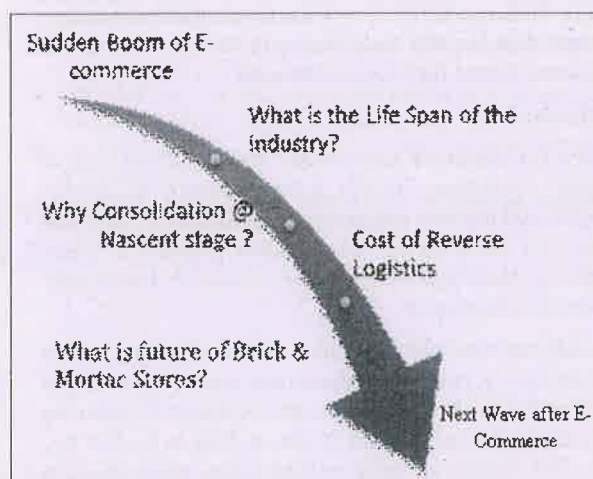 Sudden Boom of E-
commerce
What is the Life Span of the
industry?
Why Consolidation @
Nascent stage ?
Cost of Reverse
Logistics
What is future of Brick &
Mortar Stores?
Next Wave after E-
Commerce